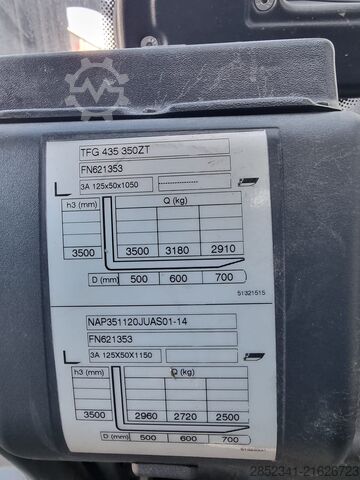 TFG 435 350ZT
FN621353
3A 125x50x1050 ---------------
h3 (mm) Q (kg)
3500 3500 3180 2910
D (mm) 500 600 700
51321515
NAP351120JUAS01-14
FN621353
3A 125X50X1150
h3 (mm) Q (kg)
3500 2960 2720 2500
D (mm) 500 600 700
2852341-21626723